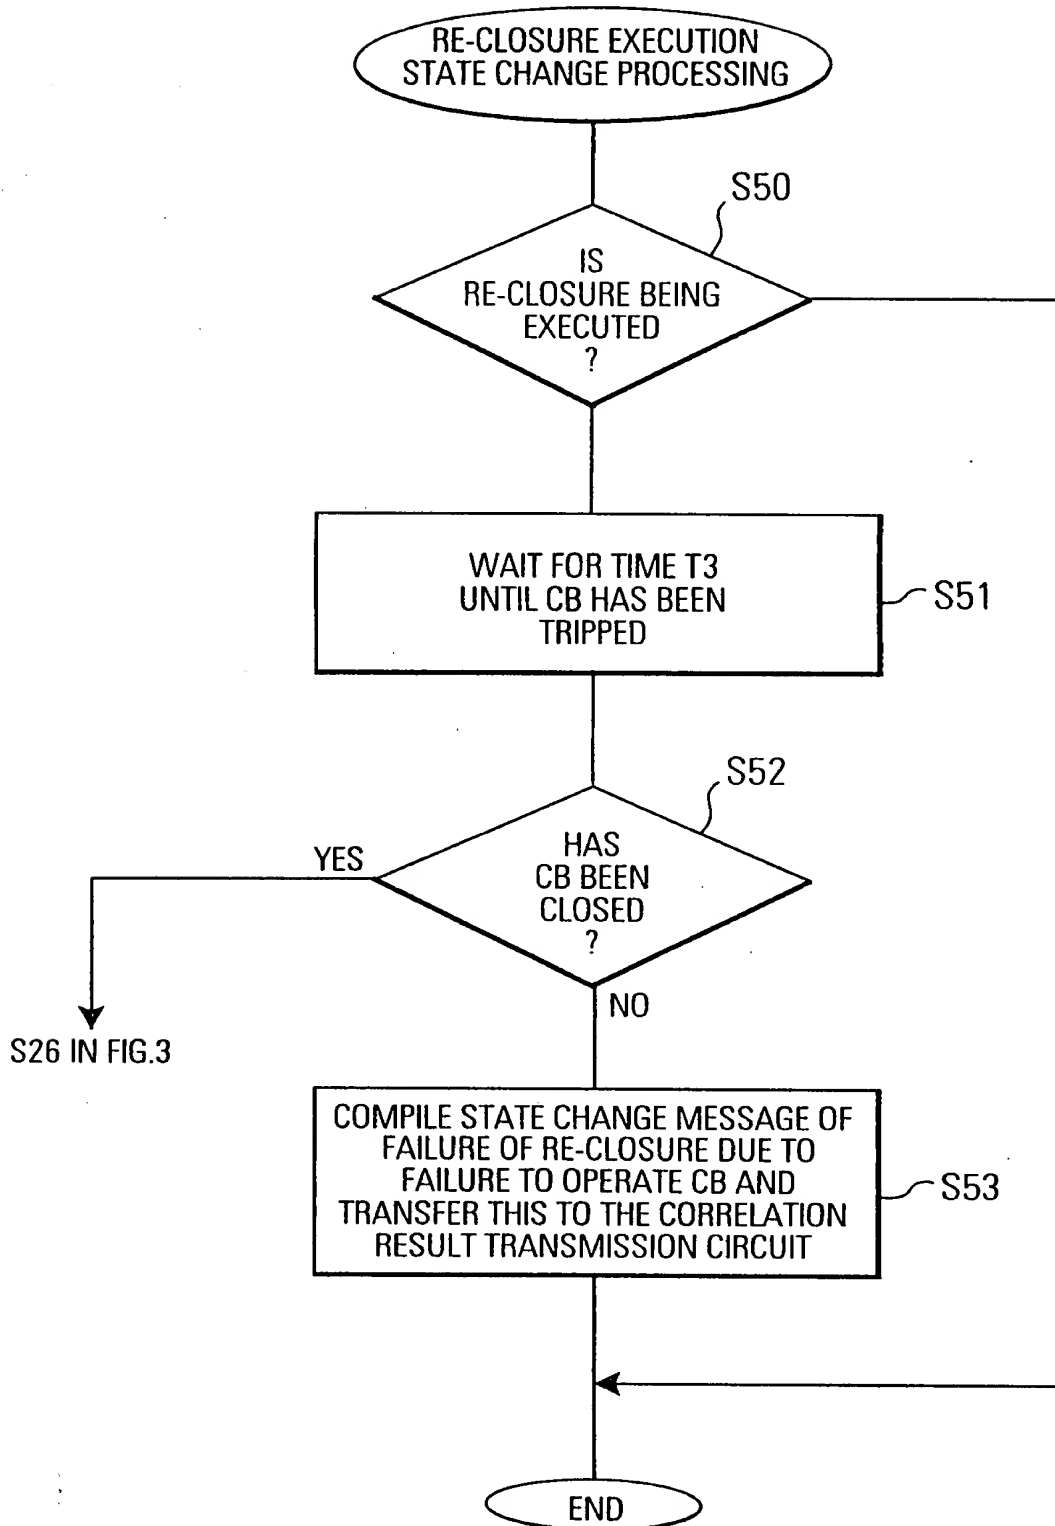 RE-CLOSURE EXECUTION
STATE CHANGE PROCESSING
S50
IS
RE-CLOSURE BEING
EXECUTED
?
WAIT FOR TIME T3
UNTIL CB HAS BEEN
TRIPPED
S51
S52
YES
HAS
CB BEEN
CLOSED
?
NO
S26 IN FIG.3
COMPILE STATE CHANGE MESSAGE OF
FAILURE OF RE-CLOSURE DUE TO
FAILURE TO OPERATE CB AND
TRANSFER THIS TO THE CORRELATION
RESULT TRANSMISSION CIRCUIT
S53
END